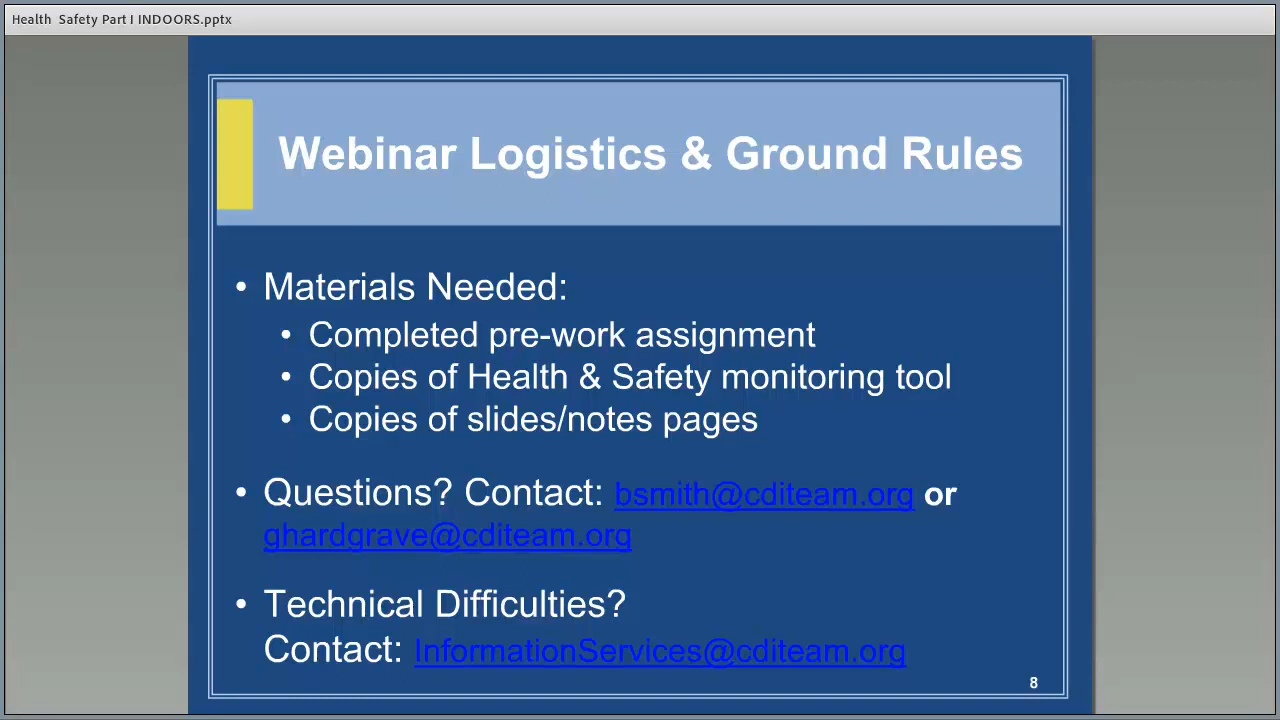 Health  Safety Part I INDOORS.pptx
Webinar Logistics & Ground Rules
• Materials Needed:
• Completed pre-work assignment
• Copies of Health & Safety monitoring tool
• Copies of slides/notes pages
• Questions? Contact: bsmith@cditeam.org or
ghardgrave@cditeam.org
• Technical Difficulties?
Contact: InformationServices@cditeam.org
8